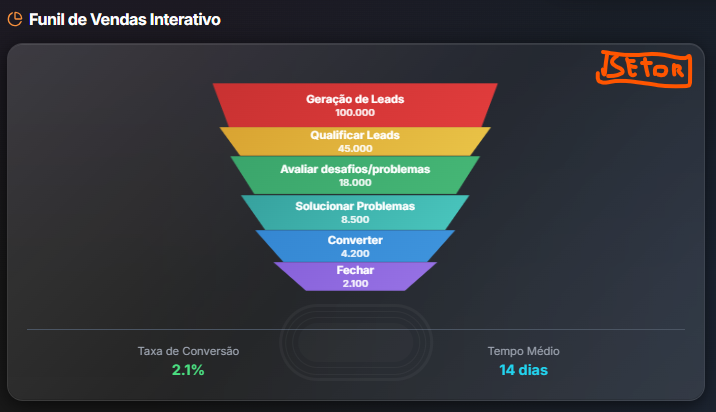 Funil de Vendas Interativo
SETOR
Geração de Leads
100.000
Qualificar Leads
45.000
Avaliar desafios/problemas
18.000
Solucionar Problemas
8.500
Converter
4.200
Fechar
2.100
Taxa de Conversão
Tempo Médio
2.1%
14 dias